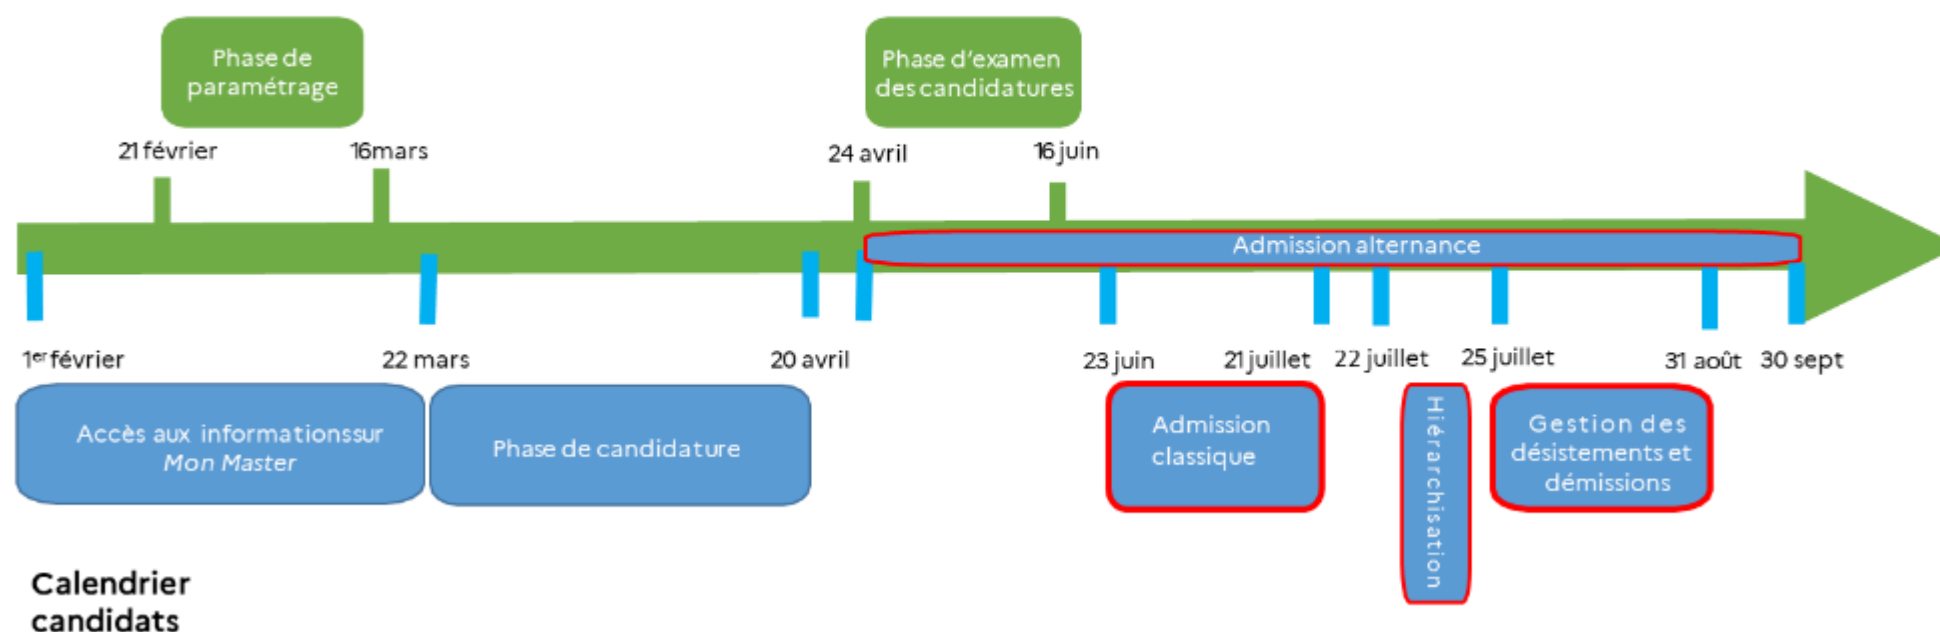 Phase de
paramétrage
Phase d’examen
des candidatures
21 février
16mars
24 avril
16 juin
Admission alternance
1er février
22 mars
20 avril
23 juin
21 juillet
22 juillet
25 juillet
31 août
30 sept
Accès aux informationssur
Mon Master
Phase de candidature
Admission
classique
Hiérarchisation
Gestion des
désistements et
démissions
Calendrier
candidats